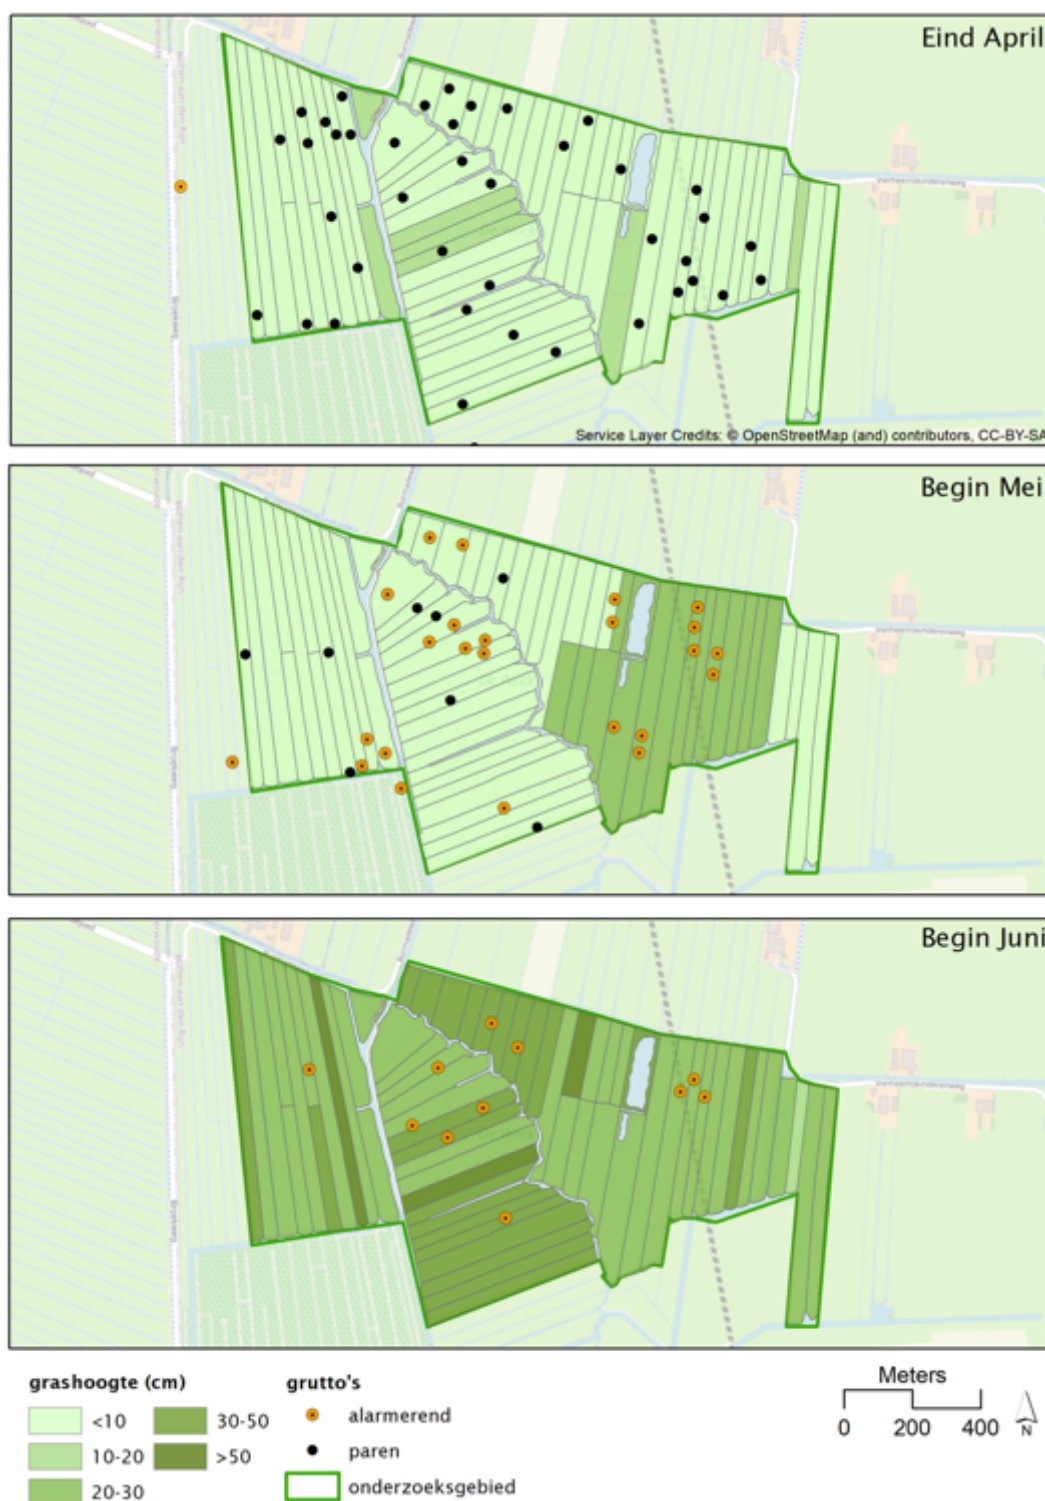 Eind April
Service Layer Credits: © OpenStreetMap (and) contributors, CC-BY-SA
Begin Mei
Begin Juni
grashoogte (cm)
<10
10-20
20-30
30-50
>50
grutto's
alarmerend
paren
onderzoeksgebied
Meters
0 200 400
N